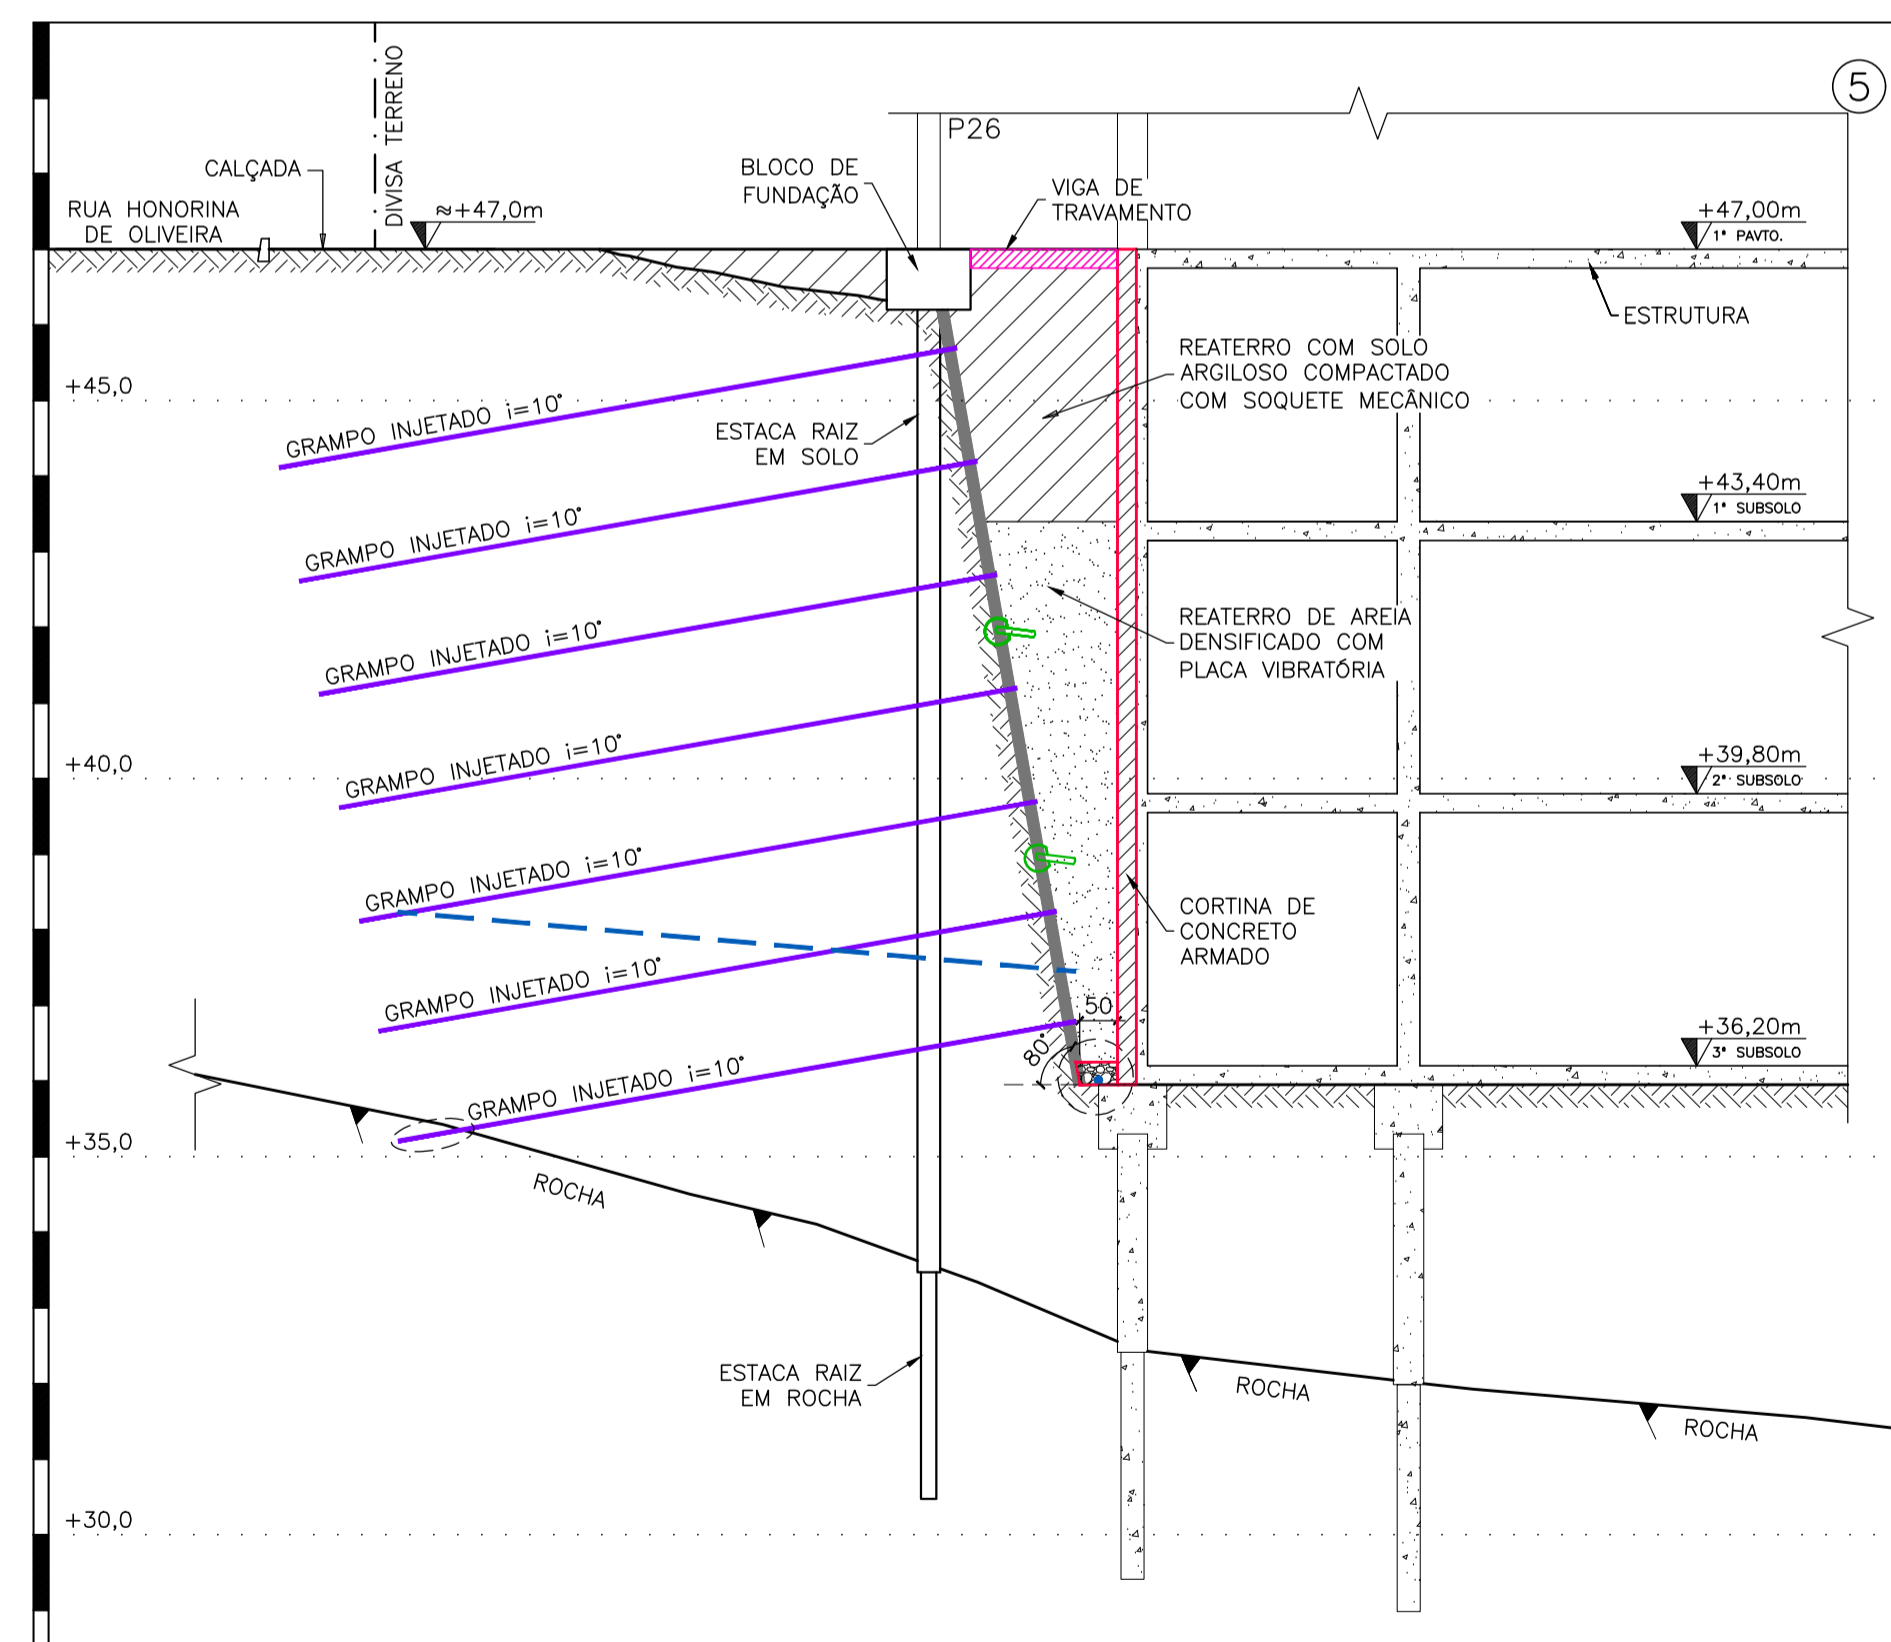 5
P26
DIVISA TERRENO
CALÇADA
BLOCO DE
FUNDAÇÃO
VIGA DE
TRAVAMENTO
RUA HONORINA
DE OLIVEIRA
≈+47,0m
+47,00m
1° PAVTO.
ESTRUTURA
REATERRO COM SOLO
ARGILOSO COMPACTADO
COM SOQUETE MECÂNICO
+45,0
GRAMPO INJETADO i=10°
ESTACA RAIZ
EM SOLO
+43,40m
1° SUBSOLO
GRAMPO INJETADO i=10°
REATERRO DE AREIA
DENSIFICADO COM
PLACA VIBRATÓRIA
GRAMPO INJETADO i=10°
+40,0
GRAMPO INJETADO i=10°
+39,80m
2° SUBSOLO
GRAMPO INJETADO i=10°
CORTINA DE
CONCRETO
ARMADO
GRAMPO INJETADO i=10°
50
80°
+36,20m
3° SUBSOLO
GRAMPO INJETADO i=10°
+35,0
ROCHA
ESTACA RAIZ
EM ROCHA
ROCHA
ROCHA
+30,0